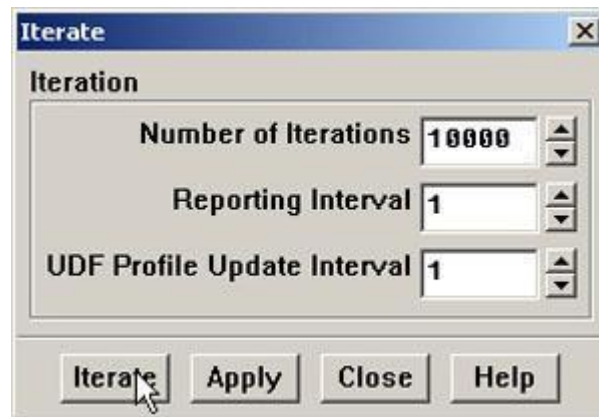 Iterate
Iteration
Number of Iterations 10000
Reporting Interval 1
UDF Profile Update Interval 1
Iterate Apply Close Help